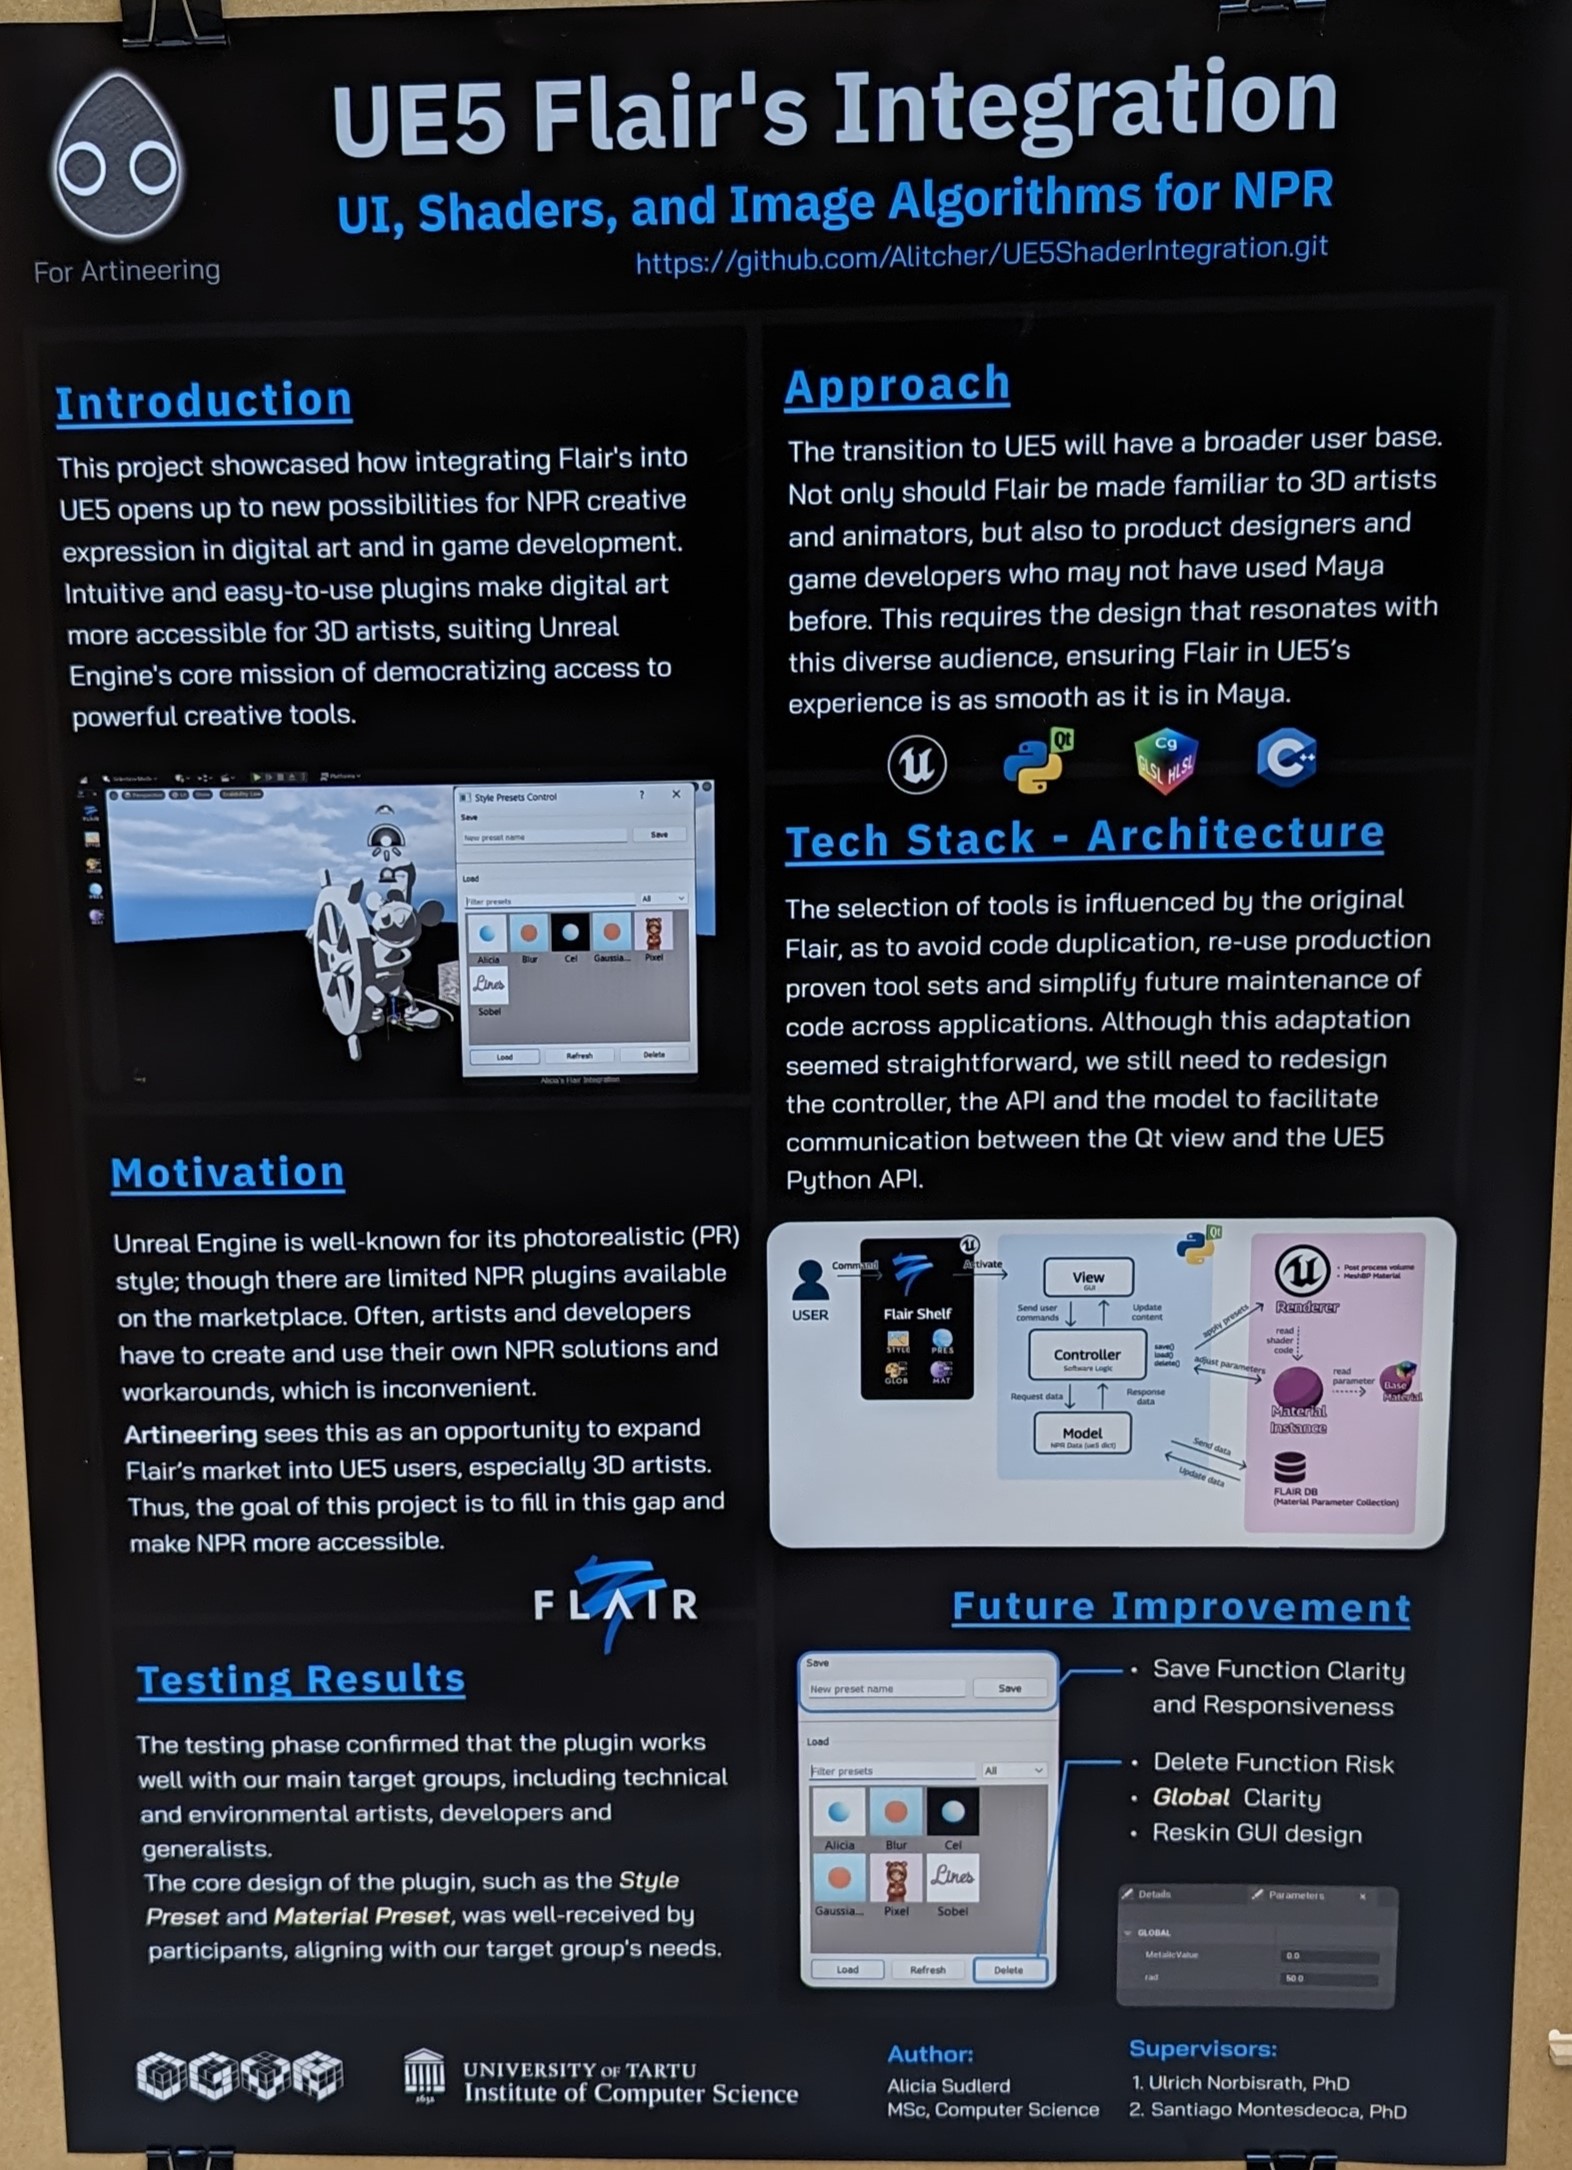 UE5 Flair's Integration
UI, Shaders, and Image Algorithms for NPR
https://github.com/Alitcher/UE5ShaderIntegration.git
For Artineering
Introduction
This project showcased how integrating Flair's into
UE5 opens up to new possibilities for NPR creative
expression in digital art and in game development.
Intuitive and easy-to-use plugins make digital art
more accessible for 3D artists, suiting Unreal
Engine's core mission of democratizing access to
powerful creative tools.
Style Presets Control
? ×
Save
New preset name
Save
Load
Filter presets
All
Alicia Blur Cel Gaussia... Pixel
Lines
Sobel
Load Refresh Delete
Alicia's Flair Integration
Motivation
Unreal Engine is well-known for its photorealistic (PR)
style; though there are limited NPR plugins available
on the marketplace. Often, artists and developers
have to create and use their own NPR solutions and
workarounds, which is inconvenient.
Artineering sees this as an opportunity to expand
Flair's market into UE5 users, especially 3D artists.
Thus, the goal of this project is to fill in this gap and
make NPR more accessible.
FLAIR
Testing Results
The testing phase confirmed that the plugin works
well with our main target groups, including technical
and environmental artists, developers and
generalists.
The core design of the plugin, such as the Style
Preset and Material Preset, was well-received by
participants, aligning with our target group's needs.
Approach
The transition to UE5 will have a broader user base.
Not only should Flair be made familiar to 3D artists
and animators, but also to product designers and
game developers who may not have used Maya
before. This requires the design that resonates with
this diverse audience, ensuring Flair in UE5's
experience is as smooth as it is in Maya.
Qt
Cg
GLSL HLSL
C++
Tech Stack - Architecture
The selection of tools is influenced by the original
Flair, as to avoid code duplication, re-use production
proven tool sets and simplify future maintenance of
code across applications. Although this adaptation
seemed straightforward, we still need to redesign
the controller, the API and the model to facilitate
communication between the Qt view and the UE5
Python API.
USER
Command
Flair Shelf
STYLE PRES
GLOB MAT
Activate
Qt
View
GUI
Send user
commands
Update
content
Controller
Software Logic
save()
load()
delete()
Request data
Response
data
Model
NPR Data (ue5 dict)
apply presets
adjust parameters
Send data
Update data
• Post process volume
• MeshBP Material
Renderer
read
shader
code
Material
Instance
read
parameter
Base
Material
FLAIR DB
(Material Parameter Collection)
Future Improvement
Save
New preset name
Save
Load
Filter presets
All
Alicia Blur Cel
Lines
Gaussia... Pixel Sobel
Load Refresh Delete
• Save Function Clarity
and Responsiveness
• Delete Function Risk
• Global Clarity
• Reskin GUI design
Details Parameters ×
GLOBAL
MetallicValue 0.0
rad 50.0
1632
UNIVERSITY OF TARTU
Institute of Computer Science
Author:
Alicia Sudlerd
MSc, Computer Science
Supervisors:
1. Ulrich Norbisrath, PhD
2. Santiago Montesdeoca, PhD